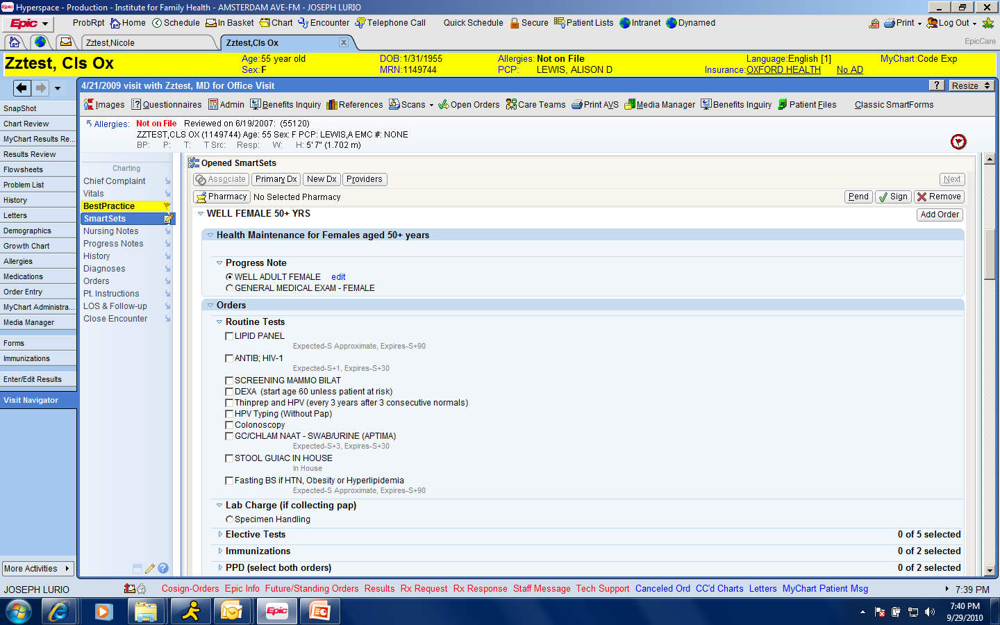 Hyperspace - Production - Institute for Family Health - AMSTERDAM AVE-FM - JOSEPH LURIO
Epic ProbRpt Home Schedule In Basket Chart Encounter Telephone Call Quick Schedule Secure Patient Lists Intranet Dynamed Print Log Out
Zztest,Nicole Zztest,Cls Ox EpicCare
Zztest, Cls Ox Age: 55 year old DOB: 1/31/1955 Allergies: Not on File Language: English [1] MyChart: Code Exp
Sex: F MRN: 1149744 PCP: LEWIS, ALISON D Insurance: OXFORD HEALTH No AD
4/21/2009 visit with Zztest, MD for Office Visit ? Resize
Images Questionnaires Admin Benefits Inquiry References Scans Open Orders Care Teams Print AVS Media Manager Benefits Inquiry Patient Files Classic SmartForms
Allergies: Not on File Reviewed on 6/19/2007: (55120)
ZZTEST,CLS OX (1149744) Age: 55 Sex: F PCP: LEWIS,A EMC #: NONE
BP: P: T: T Src: Resp: W: H: 5' 7" (1.702 m)
SnapShot
Chart Review
MyChart Results Re...
Results Review
Flowsheets
Problem List
History
Letters
Demographics
Growth Chart
Allergies
Medications
Order Entry
MyChart Administra...
Media Manager
Forms
Immunizations
Enter/Edit Results
Visit Navigator
More Activities
Charting
Chief Complaint
Vitals
BestPractice
SmartSets
Nursing Notes
Progress Notes
History
Diagnoses
Orders
Pt. Instructions
LOS & Follow-up
Close Encounter
Opened SmartSets
Associate Primary Dx New Dx Providers Next
Pharmacy No Selected Pharmacy Pend Sign Remove
WELL FEMALE 50+ YRS Add Order
Health Maintenance for Females aged 50+ years
Progress Note
WELL ADULT FEMALE edit
GENERAL MEDICAL EXAM - FEMALE
Orders
Routine Tests
LIPID PANEL
Expected-S Approximate, Expires-S+90
ANTIB; HIV-1
Expected-S+1, Expires-S+30
SCREENING MAMMO BILAT
DEXA (start age 60 unless patient at risk)
Thinprep and HPV (every 3 years after 3 consecutive normals)
HPV Typing (Without Pap)
Colonoscopy
GC/CHLAM NAAT - SWAB/URINE (APTIMA)
Expected-S+3, Expires-S+30
STOOL GUIAC IN HOUSE
In House
Fasting BS if HTN, Obesity or Hyperlipidemia
Expected-S Approximate, Expires-S+90
Lab Charge (if collecting pap)
Specimen Handling
Elective Tests 0 of 5 selected
Immunizations 0 of 2 selected
PPD (select both orders) 0 of 2 selected
JOSEPH LURIO Cosign-Orders Epic Info Future/Standing Orders Results Rx Request Rx Response Staff Message Tech Support Canceled Ord CC'd Charts Letters MyChart Patient Msg 7:39 PM
Epic 7:40 PM
9/29/2010